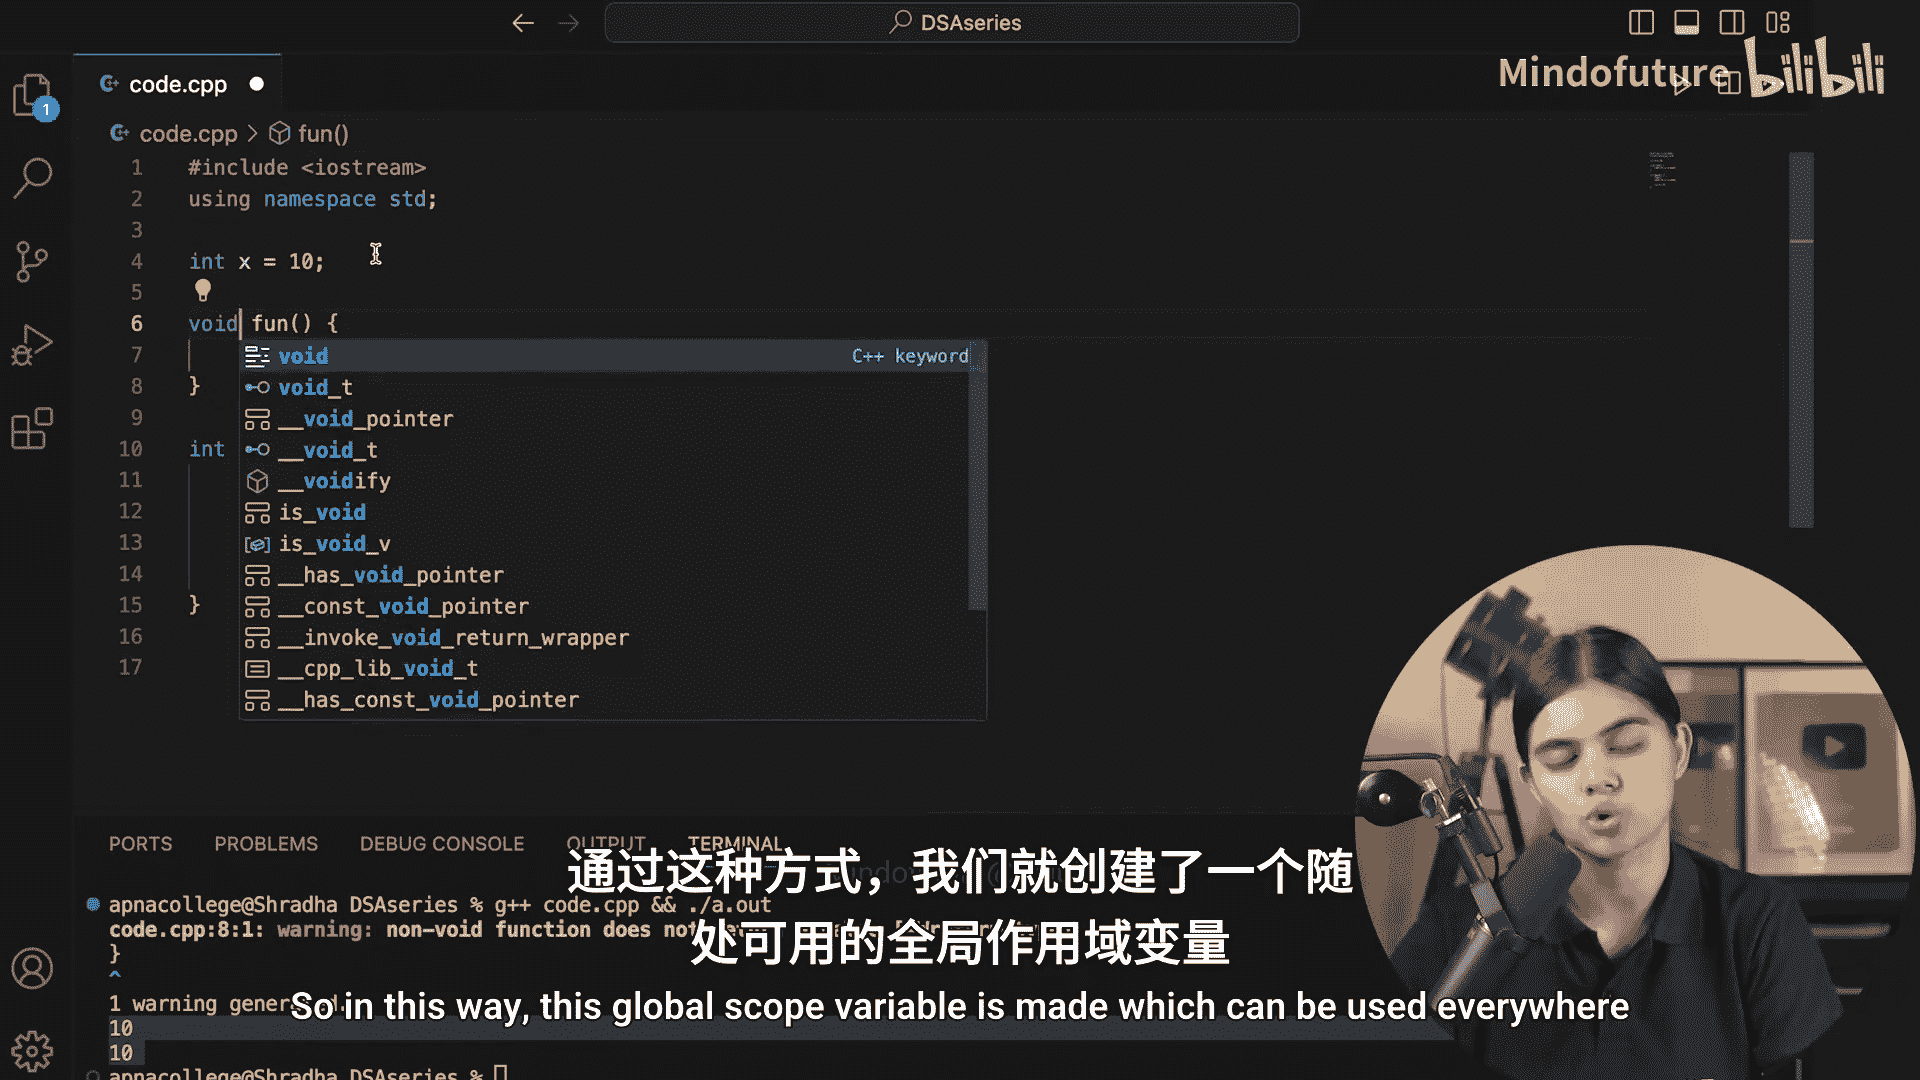 DSAseries
Mindofuture bilibili
code.cpp
1
code.cpp > fun()
1 #include <iostream>
2 using namespace std;
3
4 int x = 10;
5
6 void fun() {
void C++ keyword
7
void_t
8 }
__void_pointer
9
10 int
__void_t
11
__voidify
12
is_void
13
is_void_v
14
__has_void_pointer
15 }
__const_void_pointer
16
__invoke_void_return_wrapper
17
__cpp_lib_void_t
__has_const_void_pointer
PORTS PROBLEMS DEBUG CONSOLE OUTPUT TERMINAL
通过这种方式，我们就创建了一个随
处可用的全局作用域变量
apnacollege@Shradha DSAseries % g++ code.cpp && ./a.out
code.cpp:8:1: warning: non-void function does not
}
^
1 warning gener
So in this way, this global scope variable is made which can be used everywhere
10
10
apnacollege@Shradha DSAseries %